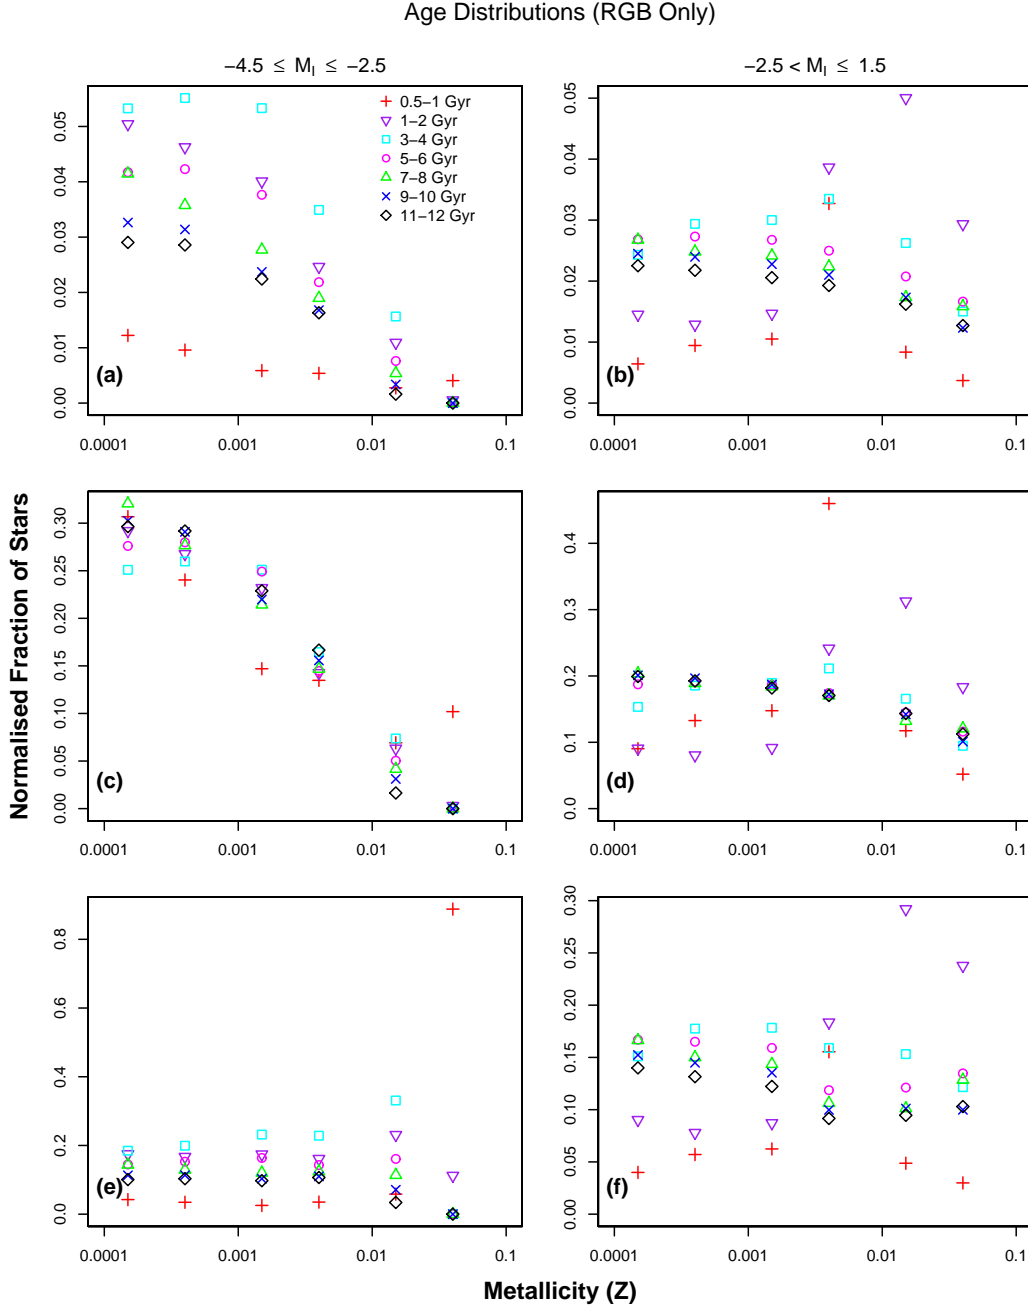 Age Distributions (RGB Only)
−4.5 ≤ M_I ≤ −2.5
−2.5 < M_I ≤ 1.5
0.00 0.01 0.02 0.03 0.04 0.05
0.5−1 Gyr
1−2 Gyr
3−4 Gyr
5−6 Gyr
7−8 Gyr
9−10 Gyr
11−12 Gyr
(a)
0.0001 0.001 0.01 0.1
0.00 0.01 0.02 0.03 0.04 0.05
(b)
0.0001 0.001 0.01 0.1
Normalised Fraction of Stars
0.00 0.05 0.10 0.15 0.20 0.25 0.30
(c)
0.0001 0.001 0.01 0.1
0.0 0.1 0.2 0.3 0.4
(d)
0.0001 0.001 0.01 0.1
0.0 0.2 0.4 0.6 0.8
(e)
0.0001 0.001 0.01 0.1
0.00 0.05 0.10 0.15 0.20 0.25 0.30
(f)
0.0001 0.001 0.01 0.1
Metallicity (Z)